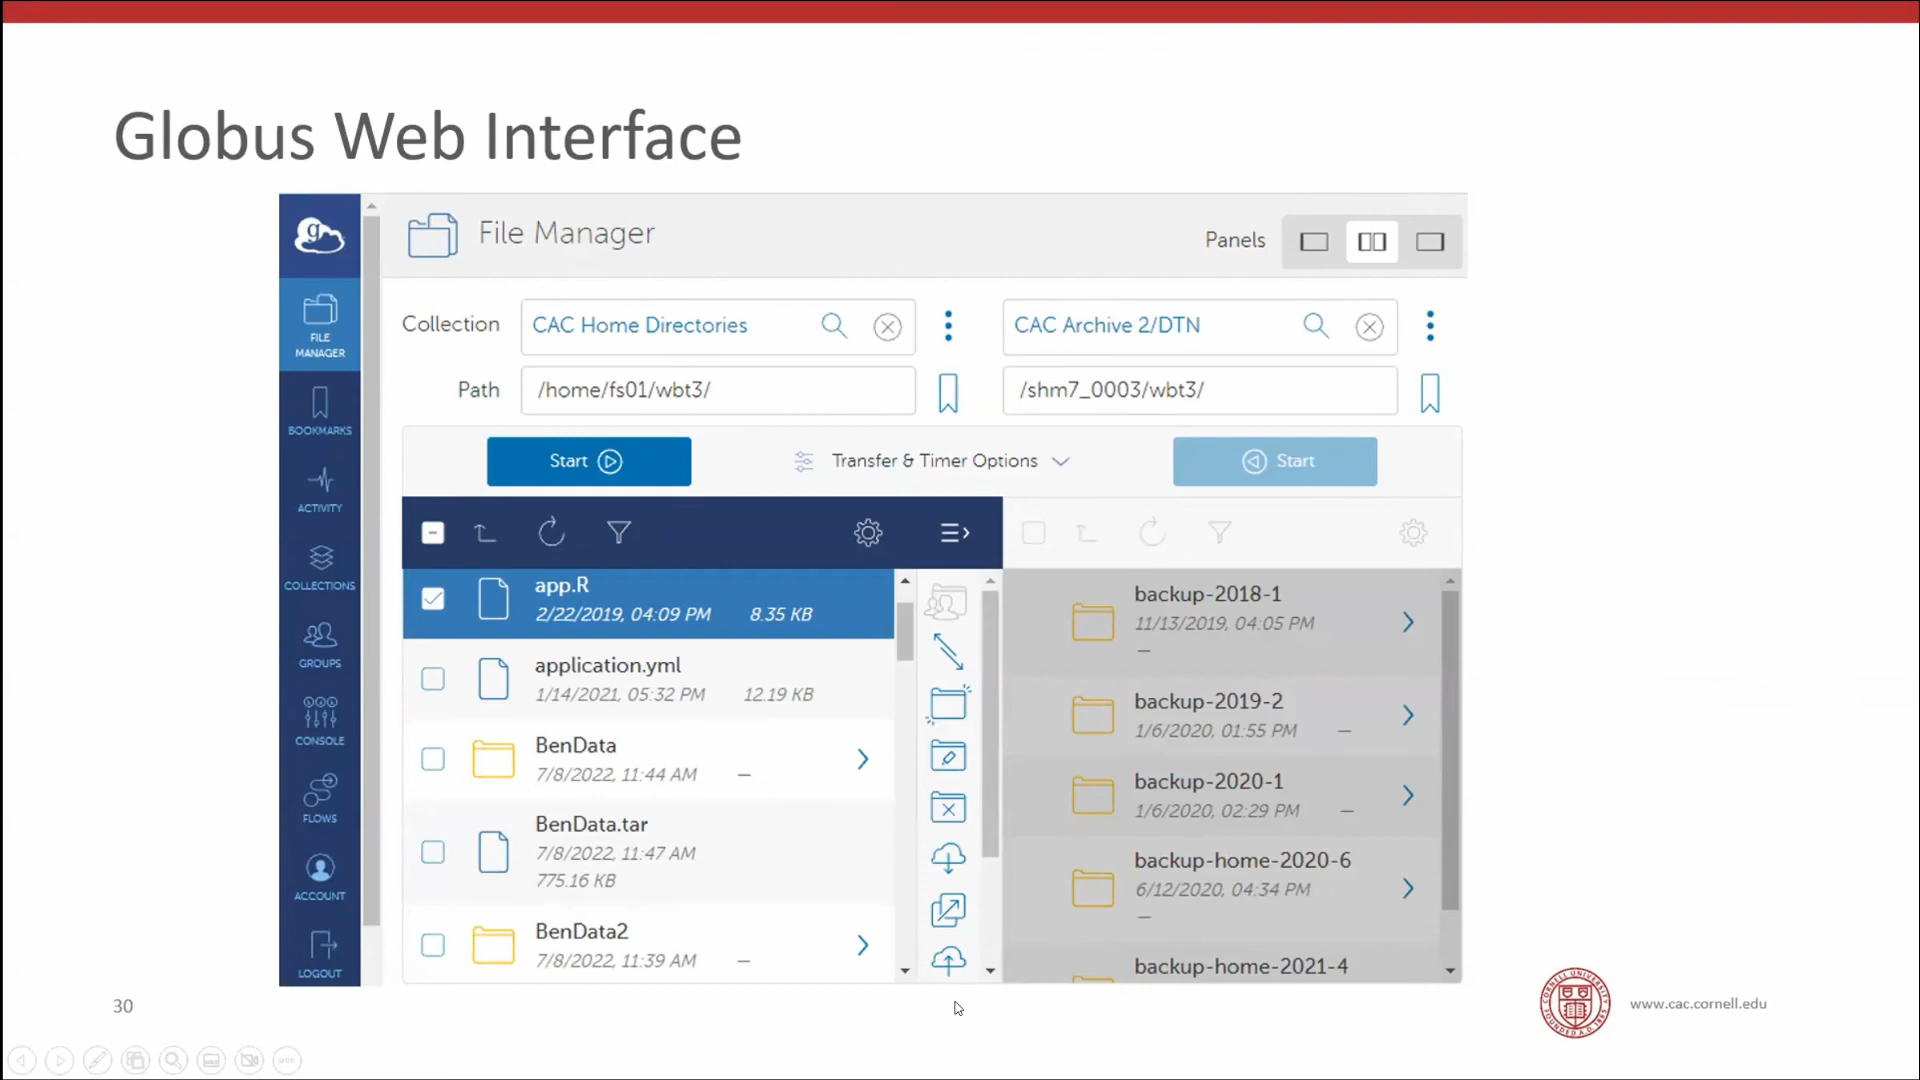 Globus Web Interface
File Manager
Panels
FILE
MANAGER
BOOKMARKS
ACTIVITY
COLLECTIONS
GROUPS
CONSOLE
FLOWS
ACCOUNT
LOGOUT
Collection
CAC Home Directories
CAC Archive 2/DTN
Path
/home/fs01/wbt3/
/shm7_0003/wbt3/
Start
Transfer & Timer Options
Start
app.R
2/22/2019, 04:09 PM 8.35 KB
application.yml
1/14/2021, 05:32 PM 12.19 KB
BenData
7/8/2022, 11:44 AM —
BenData.tar
7/8/2022, 11:47 AM
775.16 KB
BenData2
7/8/2022, 11:39 AM —
backup-2018-1
11/13/2019, 04:05 PM
—
backup-2019-2
1/6/2020, 01:55 PM —
backup-2020-1
1/6/2020, 02:29 PM —
backup-home-2020-6
6/12/2020, 04:34 PM
—
backup-home-2021-4
30
CORNELL UNIVERSITY
FOUNDED A.D. 1865
www.cac.cornell.edu